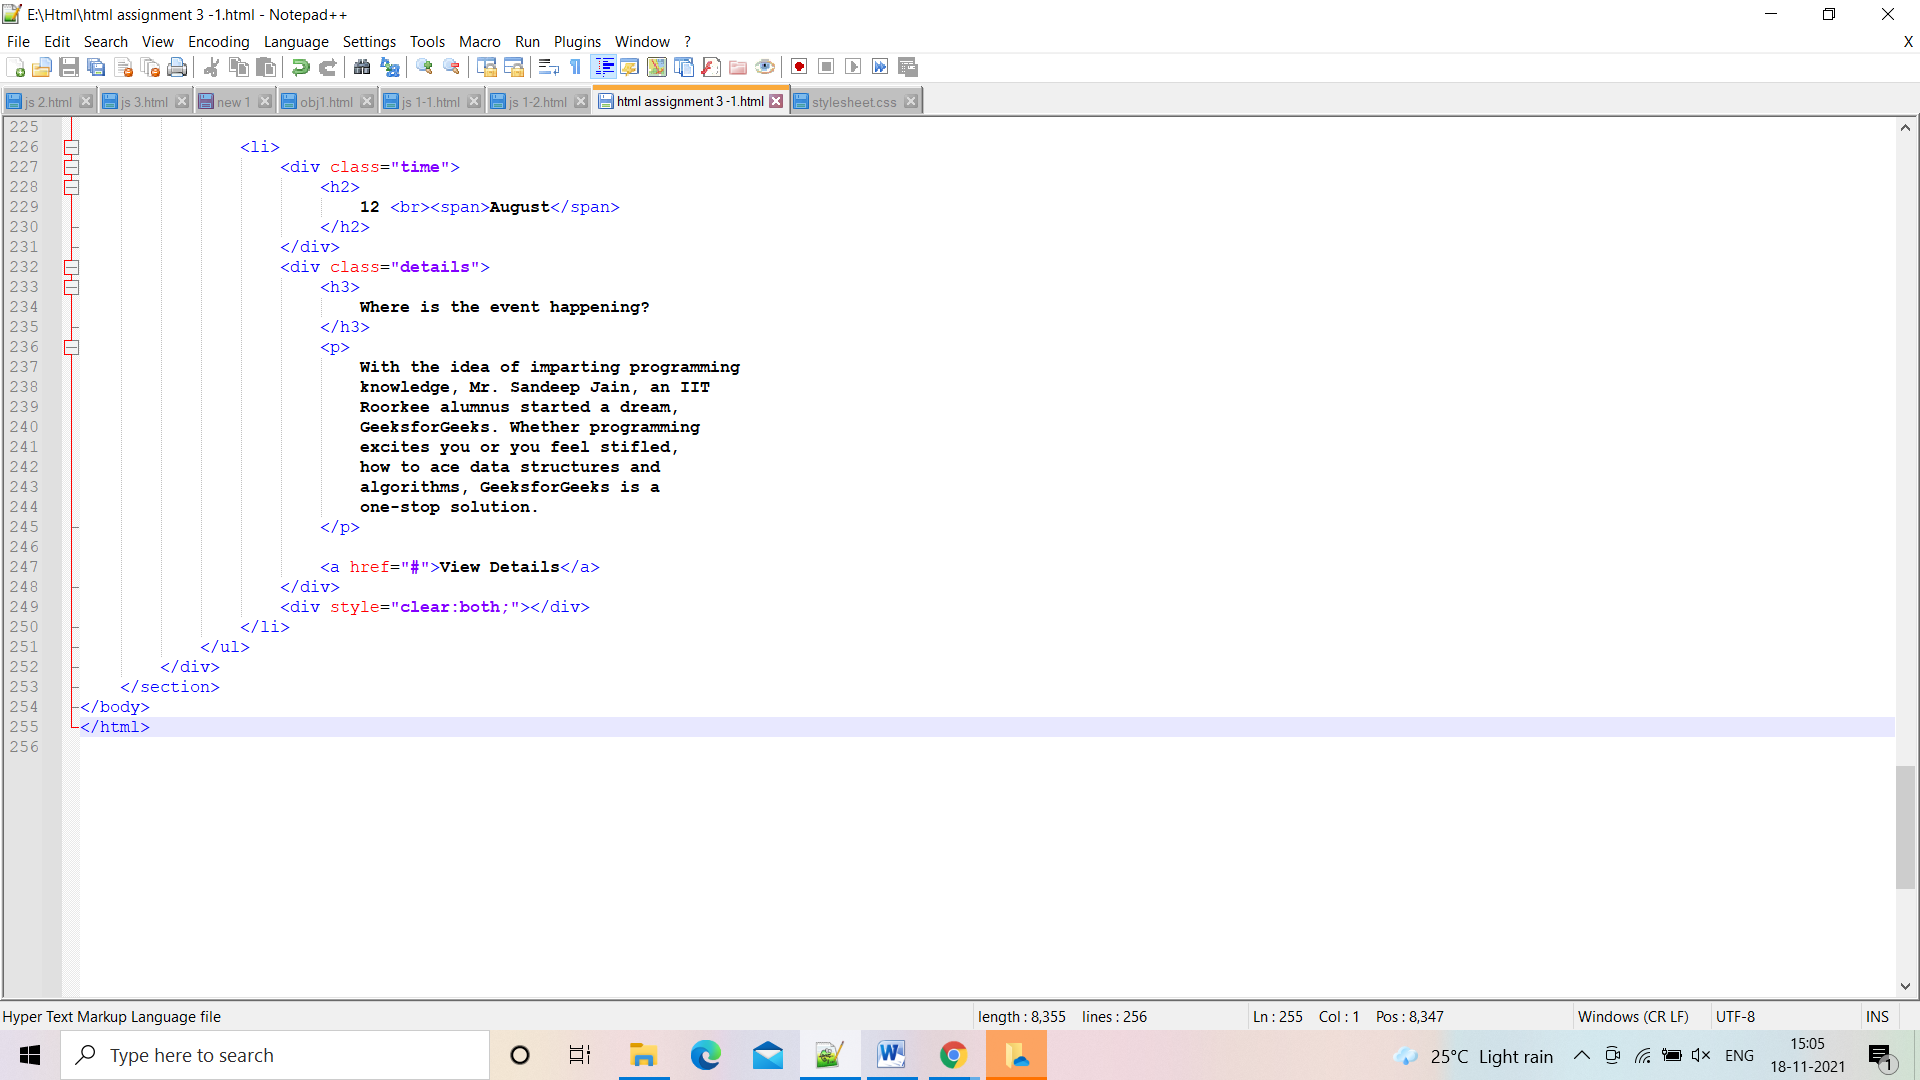 E:\Html\html assignment 3 -1.html - Notepad++
File Edit Search View Encoding Language Settings Tools Macro Run Plugins Window ? X
js 2.html js 3.html new 1 obj1.html js 1-1.html js 1-2.html html assignment 3 -1.html stylesheet.css
225
226 <li>
227 <div class="time">
228 <h2>
229 12 <br><span>August</span>
230 </h2>
231 </div>
232 <div class="details">
233 <h3>
234 Where is the event happening?
235 </h3>
236 <p>
237 With the idea of imparting programming
238 knowledge, Mr. Sandeep Jain, an IIT
239 Roorkee alumnus started a dream,
240 GeeksforGeeks. Whether programming
241 excites you or you feel stifled,
242 how to ace data structures and
243 algorithms, GeeksforGeeks is a
244 one-stop solution.
245 </p>
246
247 <a href="#">View Details</a>
248 </div>
249 <div style="clear:both;"></div>
250 </li>
251 </ul>
252 </div>
253 </section>
254 </body>
255 </html>
256
Hyper Text Markup Language file length : 8,355 lines : 256 Ln : 255 Col : 1 Pos : 8,347 Windows (CR LF) UTF-8 INS
Type here to search 25°C Light rain ENG 15:05
18-11-2021 1